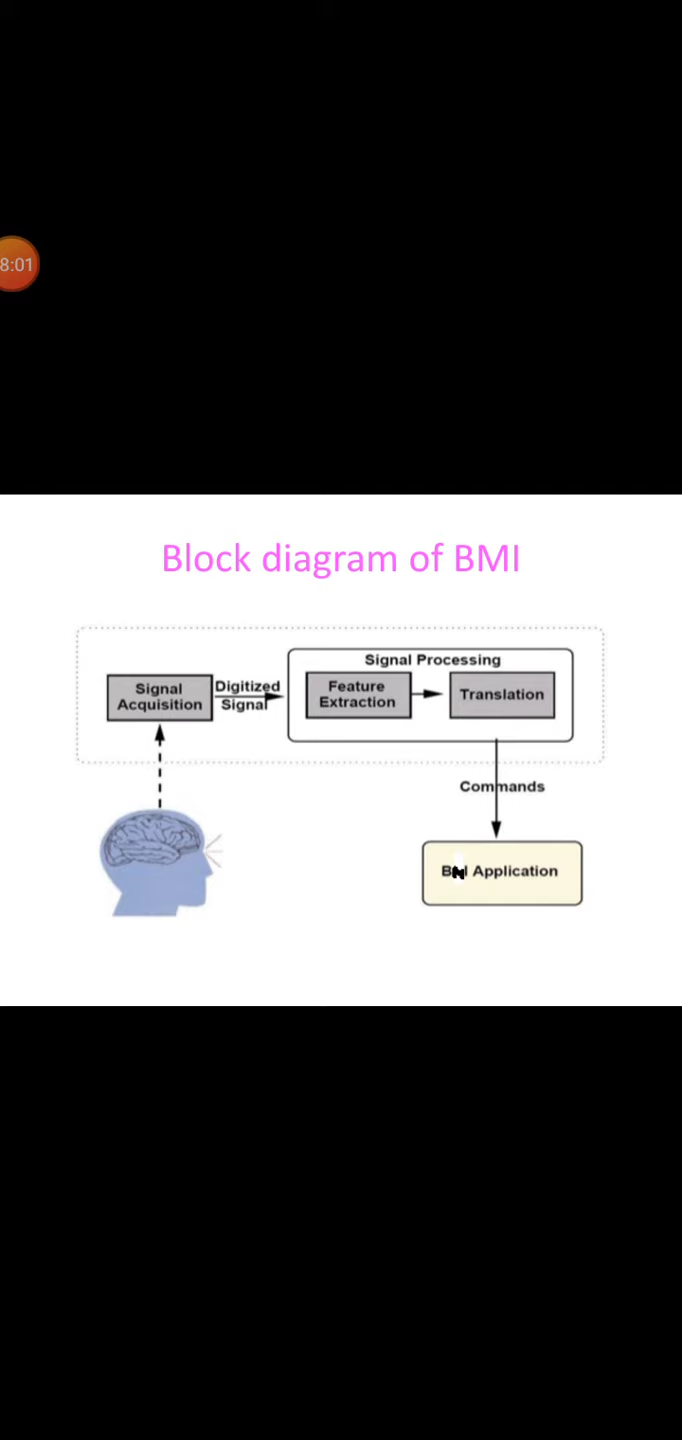 8:01
Block diagram of BMI
Signal Processing
Signal
Acquisition
Digitized
Signal
Feature
Extraction
Translation
Commands
Application